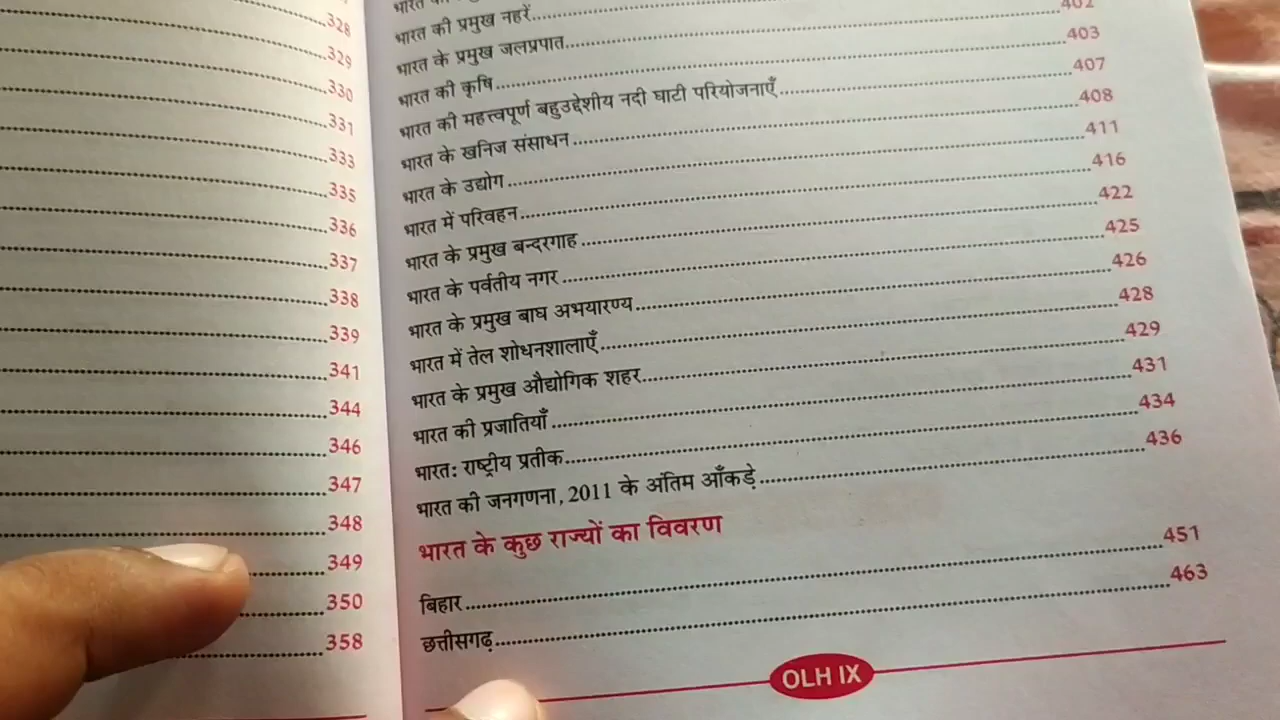 328
329
330
331
333
335
336
337
338
339
341
344
346
347
348
349
350
358
भारत
भारत की प्रमुख नहरें
भारत के प्रमुख जलप्रपात 402
भारत की कृषि 403
भारत की महत्त्वपूर्ण बहुउद्देशीय नदी घाटी परियोजनाएँ 407
भारत के खनिज संसाधन 408
भारत के उद्योग 411
भारत में परिवहन 416
भारत के प्रमुख बन्दरगाह 422
भारत के पर्वतीय नगर 425
भारत के प्रमुख बाघ अभयारण्य 426
भारत में तेल शोधनशालाएँ 428
भारत के प्रमुख औद्योगिक शहर 429
भारत की प्रजातियाँ 431
भारत: राष्ट्रीय प्रतीक 434
भारत की जनगणना, 2011 के अंतिम आँकड़े 436
भारत के कुछ राज्यों का विवरण
बिहार 451
छत्तीसगढ़ 463
OLH IX